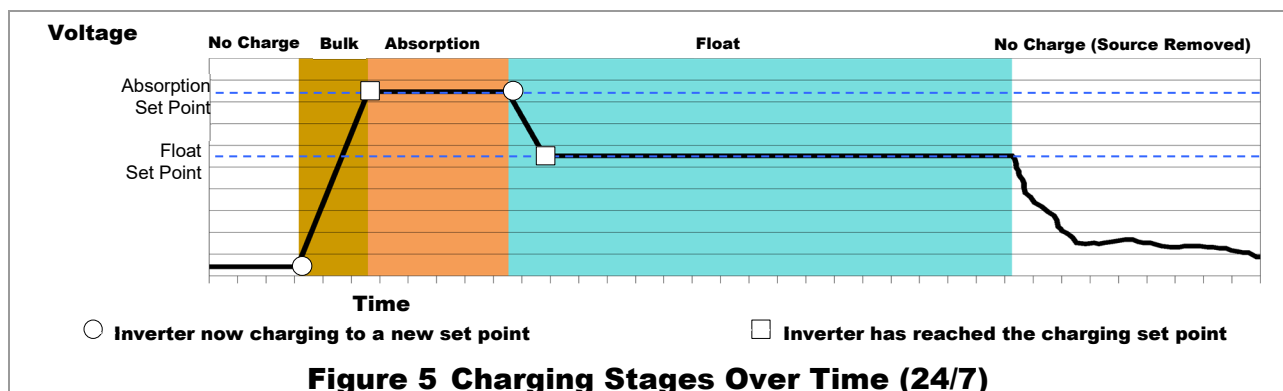 Voltage
No Charge Bulk Absorption Float No Charge (Source Removed)
Absorption
Set Point
Float
Set Point
Time
Inverter now charging to a new set point
Inverter has reached the charging set point
Figure 5 Charging Stages Over Time (24/7)